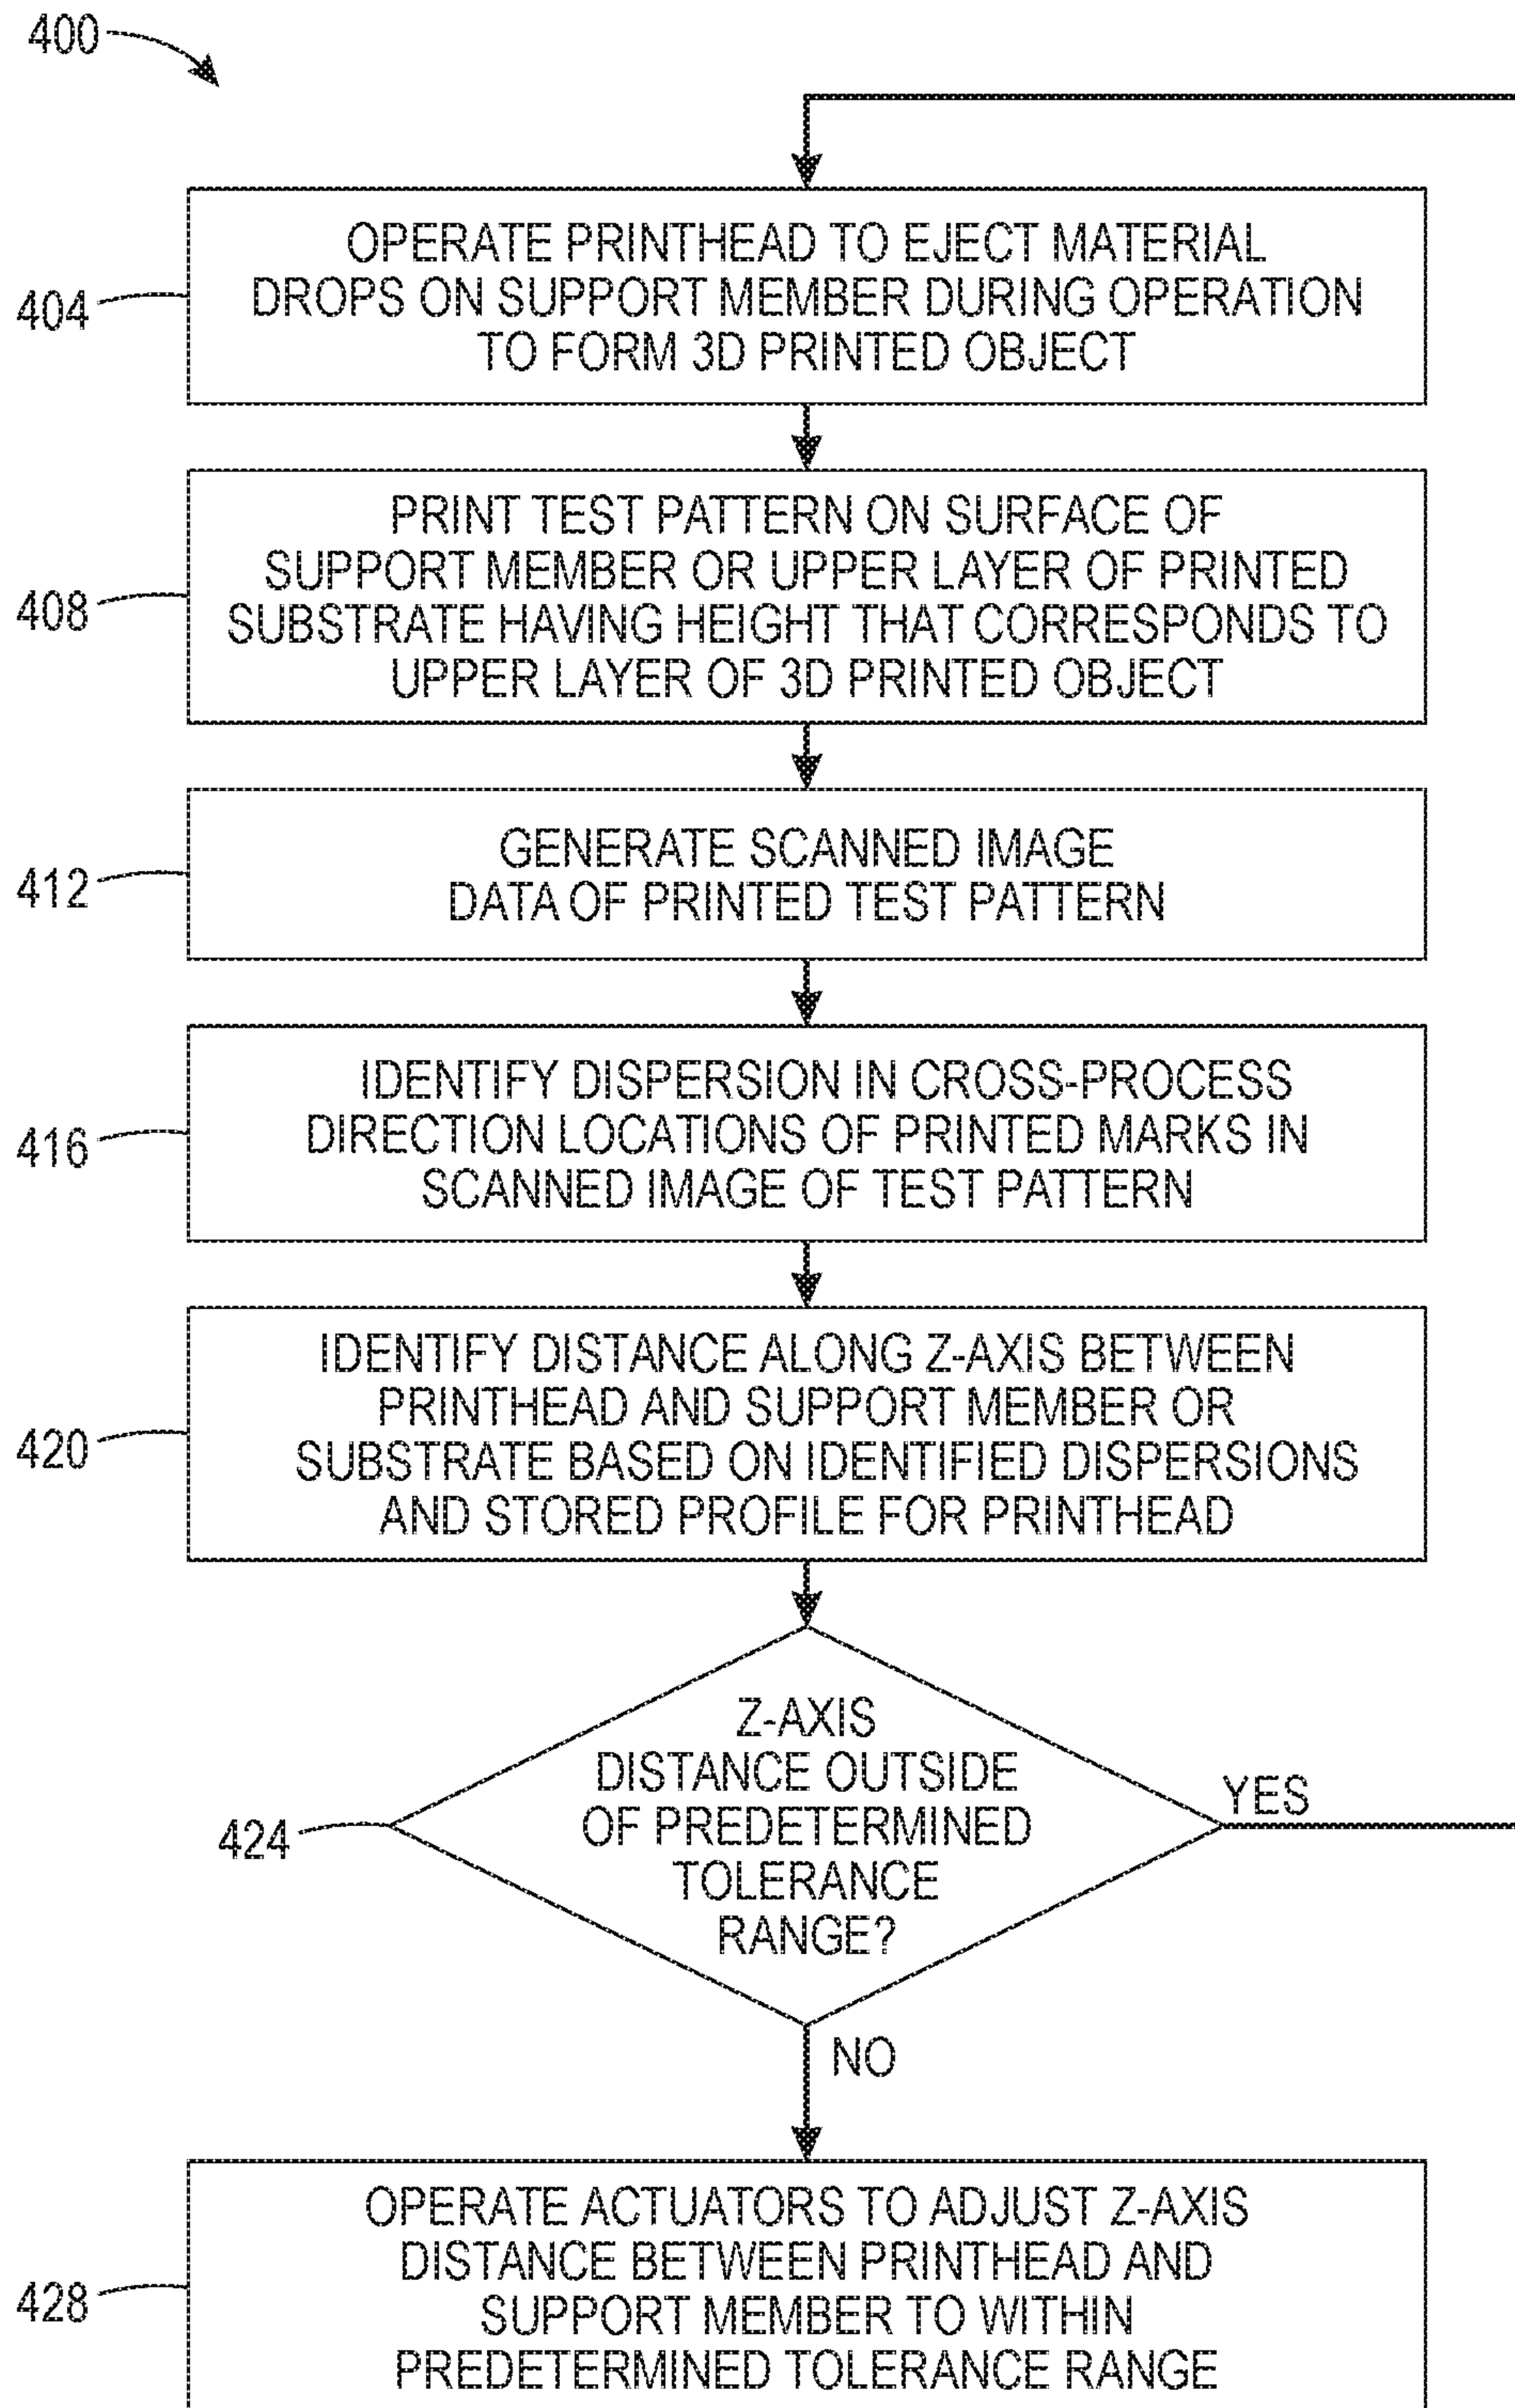 400
OPERATE PRINTHEAD TO EJECT MATERIAL
DROPS ON SUPPORT MEMBER DURING OPERATION
TO FORM 3D PRINTED OBJECT
404
PRINT TEST PATTERN ON SURFACE OF
SUPPORT MEMBER OR UPPER LAYER OF PRINTED
SUBSTRATE HAVING HEIGHT THAT CORRESPONDS TO
UPPER LAYER OF 3D PRINTED OBJECT
408
GENERATE SCANNED IMAGE
DATA OF PRINTED TEST PATTERN
412
IDENTIFY DISPERSION IN CROSS-PROCESS
DIRECTION LOCATIONS OF PRINTED MARKS IN
SCANNED IMAGE OF TEST PATTERN
416
IDENTIFY DISTANCE ALONG Z-AXIS BETWEEN
PRINTHEAD AND SUPPORT MEMBER OR
SUBSTRATE BASED ON IDENTIFIED DISPERSIONS
AND STORED PROFILE FOR PRINTHEAD
420
Z-AXIS
DISTANCE OUTSIDE
OF PREDETERMINED
TOLERANCE
RANGE?
424
YES
NO
OPERATE ACTUATORS TO ADJUST Z-AXIS
DISTANCE BETWEEN PRINTHEAD AND
SUPPORT MEMBER TO WITHIN
PREDETERMINED TOLERANCE RANGE
428